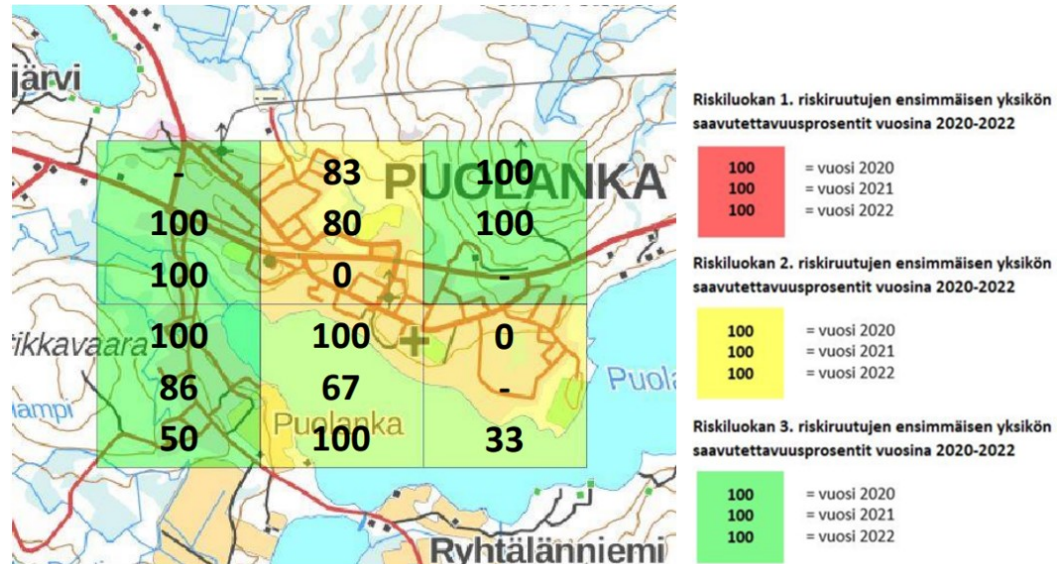 järvi
PUOLANKA
-
100
100
83
80
0
100
100
-
ikkavaara
100
86
50
100
67
100
0
-
33
Puola
lampi
Puolanka
Ryhtälänniemi
Riskiluokan 1. riskiruutujen ensimmäisen yksikön
saavutettavuusprosentit vuosina 2020-2022
100 = vuosi 2020
100 = vuosi 2021
100 = vuosi 2022
Riskiluokan 2. riskiruutujen ensimmäisen yksikön
saavutettavuusprosentit vuosina 2020-2022
100 = vuosi 2020
100 = vuosi 2021
100 = vuosi 2022
Riskiluokan 3. riskiruutujen ensimmäisen yksikön
saavutettavuusprosentit vuosina 2020-2022
100 = vuosi 2020
100 = vuosi 2021
100 = vuosi 2022